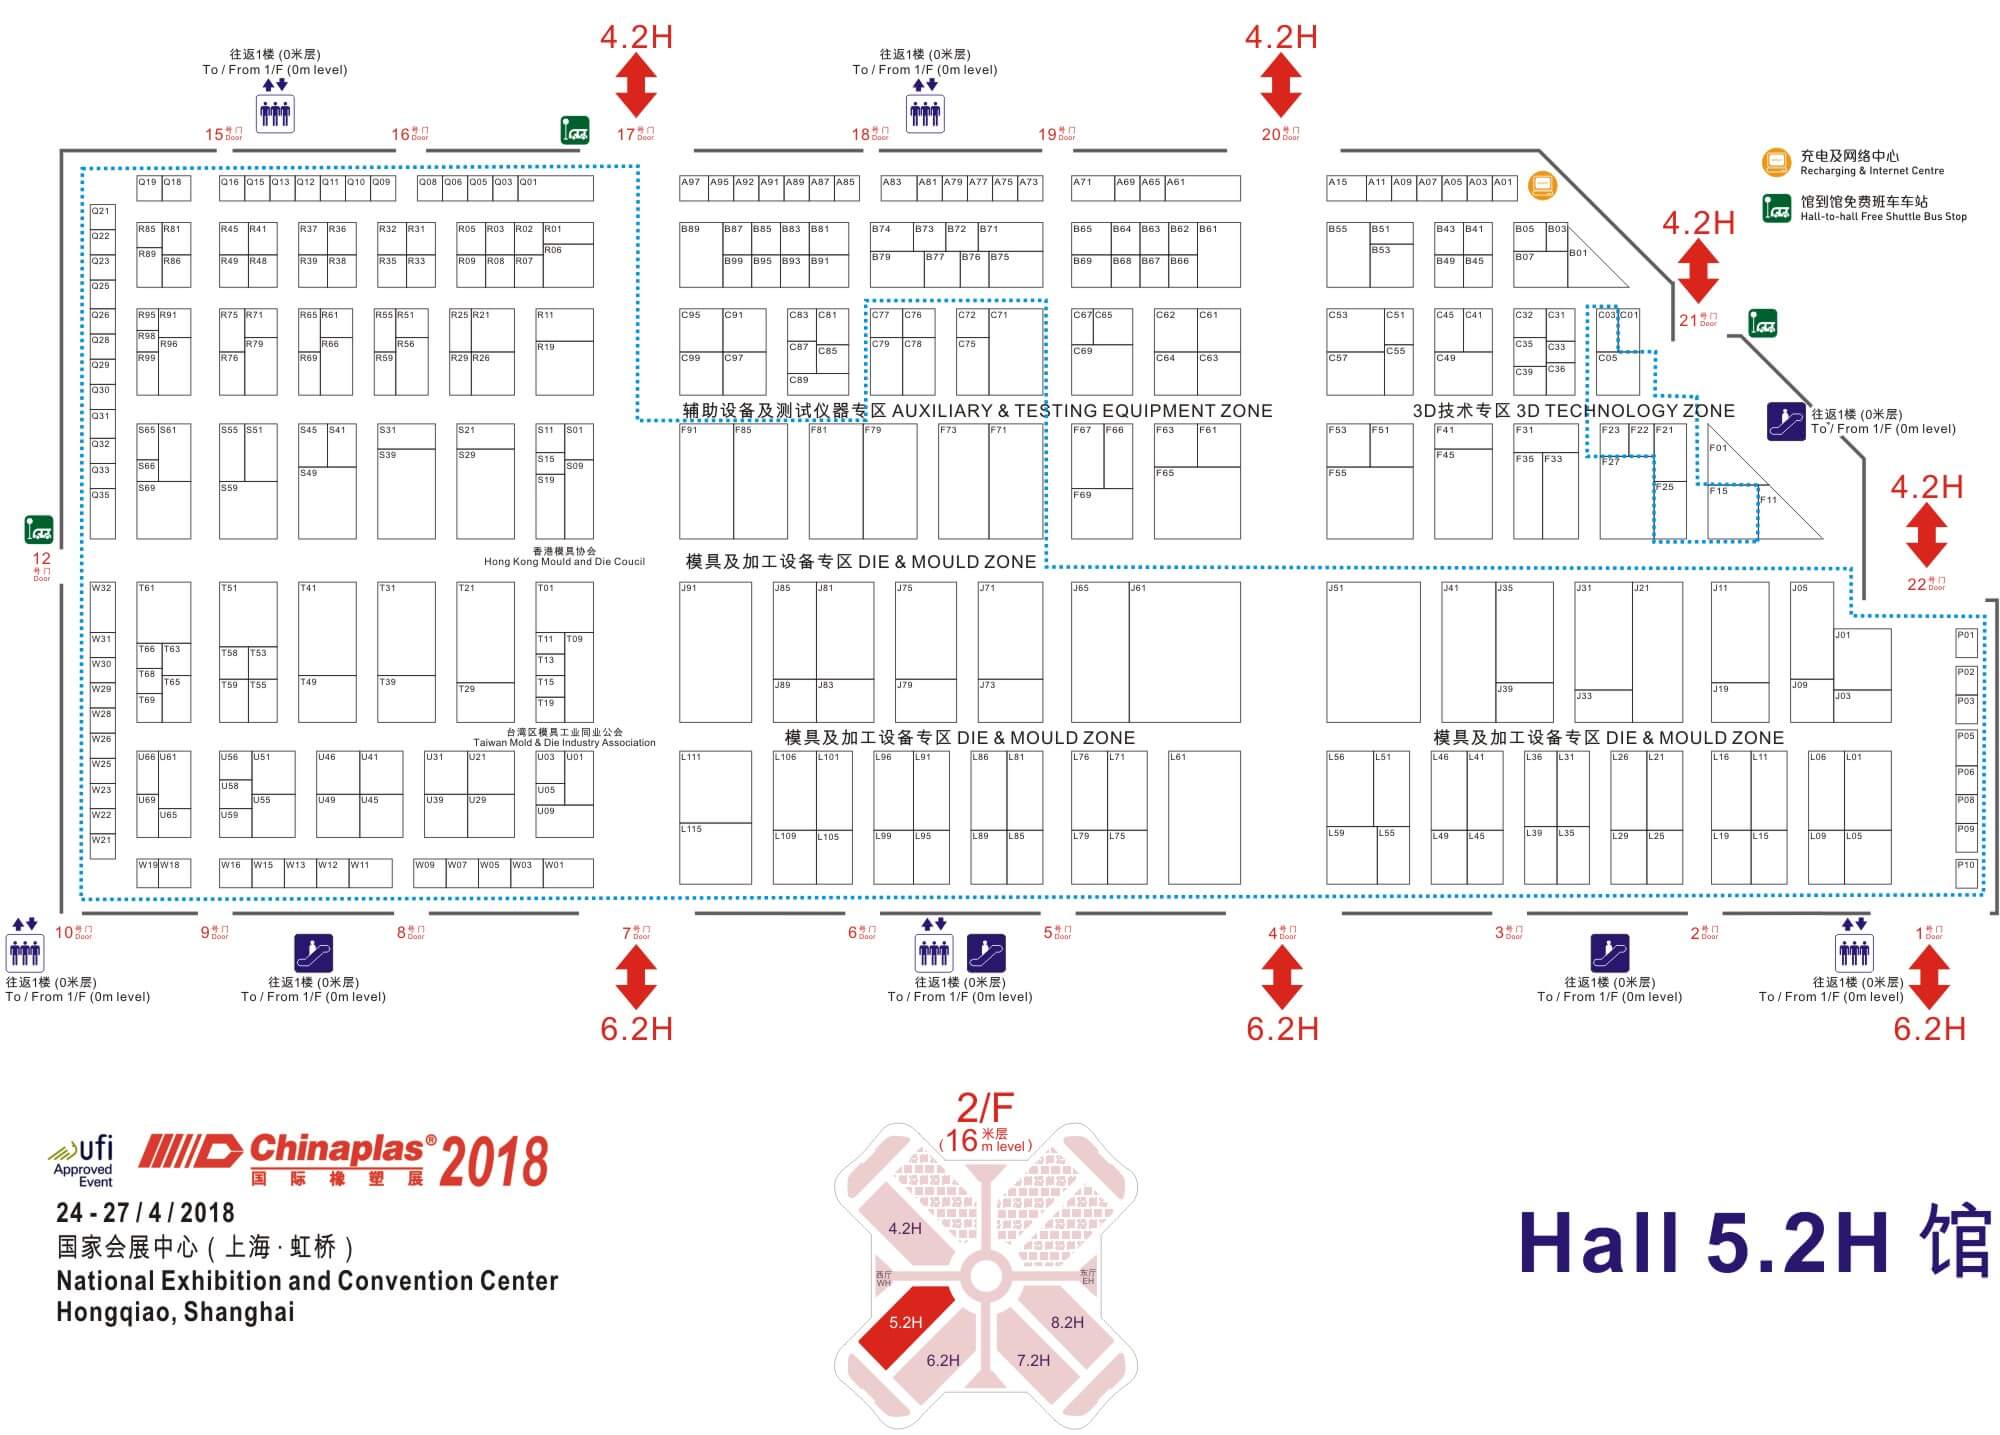 4.2H
4.2H
往返1楼 (0米层)
To / From 1/F (0m level)
往返1楼 (0米层)
To / From 1/F (0m level)
15号门 Door
16号门 Door
17号门 Door
18号门 Door
19号门 Door
20号门 Door
充电及网络中心
Recharging & Internet Centre
馆到馆免费班车车站
Hall-to-hall Free Shuttle Bus Stop
Q19 Q18 Q16 Q15 Q13 Q12 Q11 Q10 Q09 Q08 Q06 Q05 Q03 Q01 A97 A95 A92 A91 A89 A87 A85 A83 A81 A79 A77 A75 A73 A71 A69 A65 A61 A15 A11 A09 A07 A05 A03 A01
Q21
4.2H
R85 R81 R45 R41 R37 R36 R32 R31 R05 R03 R02 R01 B89 B87 B85 B83 B81 B74 B73 B72 B71 B65 B64 B63 B62 B61 B55 B51 B43 B41 B05 B03
Q22
R89 R06 B79 B77 B76 B75 B53 B07 B01
Q23 R86 R49 R48 R39 R38 R35 R33 R09 R08 R07 B99 B95 B93 B91 B69 B68 B67 B66 B49 B45
Q25
Q26 R95 R91 R75 R71 R65 R61 R55 R51 R25 R21 R11 C95 C91 C83 C81 C77 C76 C72 C71 C67 C65 C62 C61 C53 C51 C45 C41 C32 C31 C03 C01
21号门 Door
Q28 R98 R96 R79 R66 R56 R19 C87 C85 C79 C78 C75 C69 C35 C33
Q29 R99 R76 R69 R59 R29 R26 C99 C97 C64 C63 C57 C55 C49 C05
Q30 C89 C39 C36
辅助设备及测试仪器专区 AUXILIARY & TESTING EQUIPMENT ZONE
3D技术专区 3D TECHNOLOGY ZONE
往返1楼 (0米层)
To / From 1/F (0m level)
Q31
S65 S61 S55 S51 S45 S41 S31 S21 S11 S01 F91 F85 F81 F79 F73 F71 F67 F66 F63 F61 F53 F51 F41 F31 F23 F22 F21
Q32 S39 S29 F45 F01
S66 S15 S09 F35 F33 F27
Q33 S49 S19 F65 F55
Q35 S69 S59 F69 F25 F15 F11
4.2H
12号门 Door
香港模具协会
Hong Kong Mould and Die Coucil
模具及加工设备专区 DIE & MOULD ZONE
22号门 Door
W32 T61 T51 T41 T31 T21 T01 J91 J85 J81 J75 J71 J65 J61 J51 J41 J35 J31 J21 J11 J05
W31 T11 T09 J01 P01
W30 T66 T63 T58 T53 T13
W29 T68 T65 T59 T55 T49 T39 T29 T15 J89 J83 J79 J73 J39 J33 J19 J09 J03 P02
W28 T69 T19 P03
W26
台湾区模具工业同业公会
Taiwan Mold & Die Industry Association
模具及加工设备专区 DIE & MOULD ZONE
模具及加工设备专区 DIE & MOULD ZONE
P05
U66 U61 U56 U51 U46 U41 U31 U21 U03 U01 L111 L106 L101 L96 L91 L86 L81 L76 L71 L61 L56 L51 L46 L41 L36 L31 L26 L21 L16 L11 L06 L01
W25 P06
W23 U58 U05
U69 U55 U49 U45 U39 U29 P08
W22 U65 U59 U09
L115 L109 L105 L99 L95 L89 L85 L79 L75 L59 L55 L49 L45 L39 L35 L29 L25 L19 L15 L09 L05 P09
W21
W19 W18 W16 W15 W13 W12 W11 W09 W07 W05 W03 W01 P10
10号门 Door
9号门 Door
8号门 Door
7号门 Door
6号门 Door
5号门 Door
4号门 Door
3号门 Door
2号门 Door
1号门 Door
往返1楼 (0米层)
To / From 1/F (0m level)
往返1楼 (0米层)
To / From 1/F (0m level)
往返1楼 (0米层)
To / From 1/F (0m level)
往返1楼 (0米层)
To / From 1/F (0m level)
往返1楼 (0米层)
To / From 1/F (0m level)
6.2H
6.2H
6.2H
ufi
Approved
Event
Chinaplas® 2018
国际橡塑展
24 - 27 / 4 / 2018
国家会展中心 ( 上海 · 虹桥 )
National Exhibition and Convention Center
Hongqiao, Shanghai
2/F
(16米层 m level)
4.2H
西厅 WH
东厅 EH
5.2H
6.2H
7.2H
8.2H
Hall 5.2H 馆